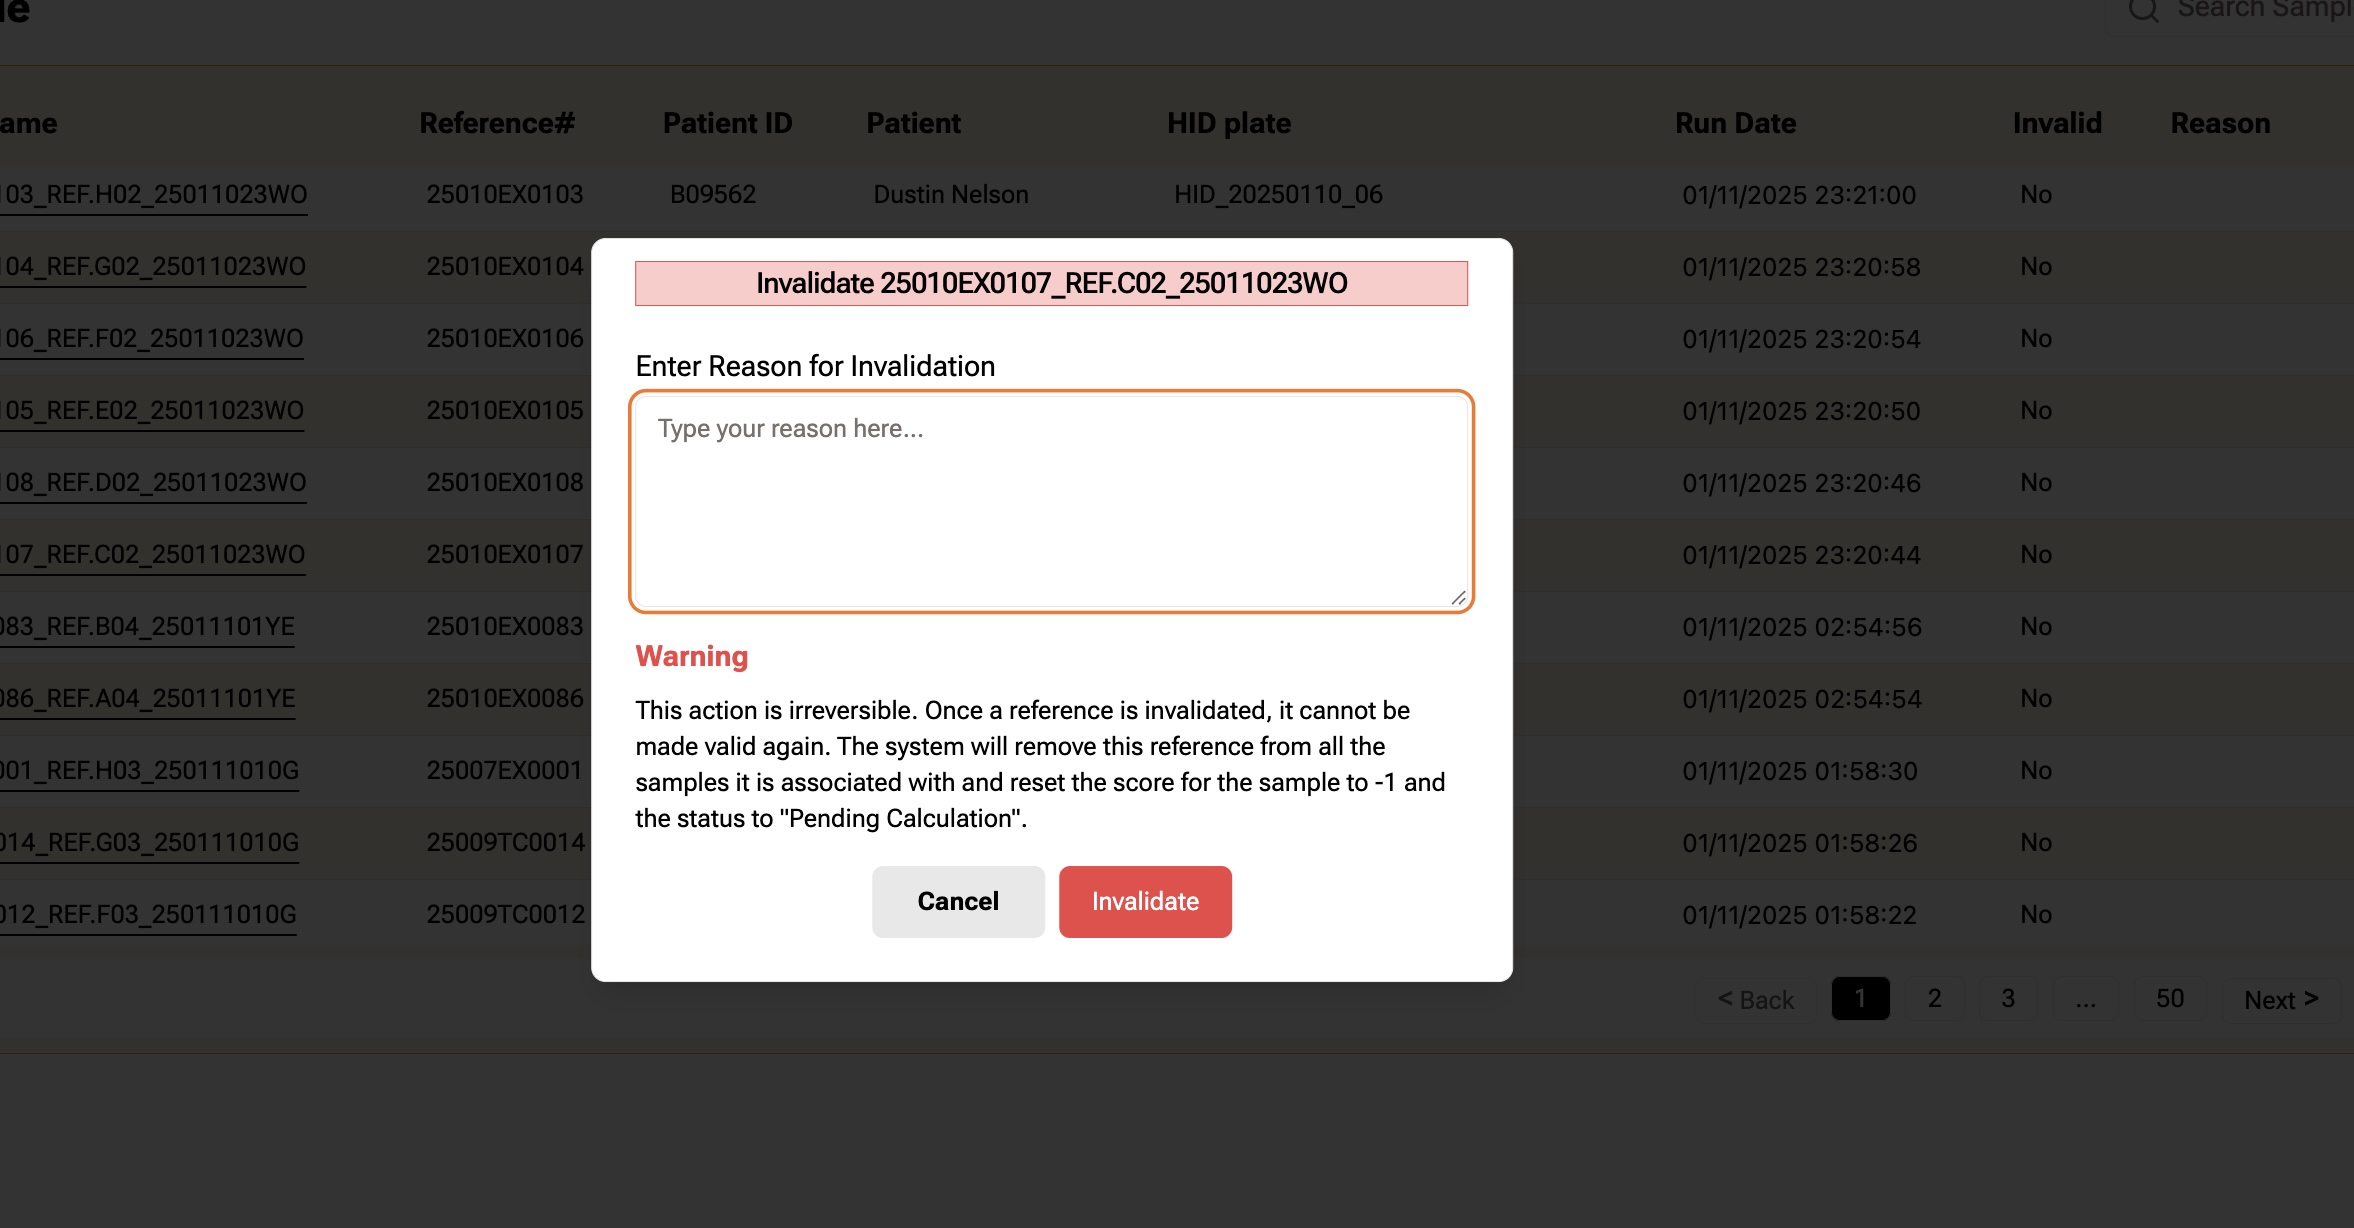 Search Sampl
ame Reference# Patient ID Patient HID plate Run Date Invalid Reason
03_REF.H02_25011023WO 25010EX0103 B09562 Dustin Nelson HID_20250110_06 01/11/2025 23:21:00 No
04_REF.G02_25011023WO 25010EX0104 01/11/2025 23:20:58 No
06_REF.F02_25011023WO 25010EX0106 01/11/2025 23:20:54 No
05_REF.E02_25011023WO 25010EX0105 01/11/2025 23:20:50 No
08_REF.D02_25011023WO 25010EX0108 01/11/2025 23:20:46 No
07_REF.C02_25011023WO 25010EX0107 01/11/2025 23:20:44 No
083_REF.B04_25011101YE 25010EX0083 01/11/2025 02:54:56 No
086_REF.A04_25011101YE 25010EX0086 01/11/2025 02:54:54 No
001_REF.H03_250111010G 25007EX0001 01/11/2025 01:58:30 No
014_REF.G03_250111010G 25009TC0014 01/11/2025 01:58:26 No
012_REF.F03_250111010G 25009TC0012 01/11/2025 01:58:22 No
< Back 1 2 3 ... 50 Next >
Invalidate 25010EX0107_REF.C02_25011023WO
Enter Reason for Invalidation
Type your reason here...
Warning
This action is irreversible. Once a reference is invalidated, it cannot be
made valid again. The system will remove this reference from all the
samples it is associated with and reset the score for the sample to -1 and
the status to "Pending Calculation".
Cancel Invalidate